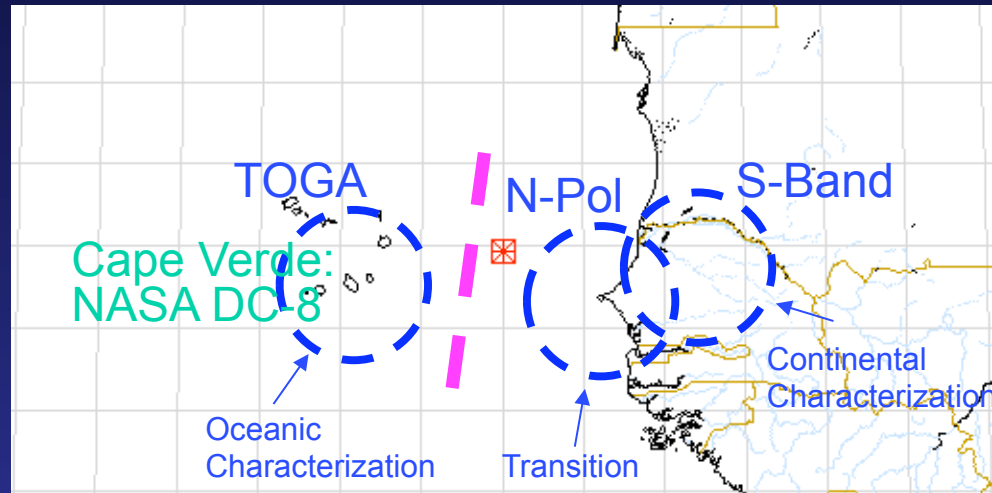 TOGA
N-Pol
S-Band
Cape Verde:
NASA DC-8
Oceanic
Characterization
Transition
Continental
Characterization